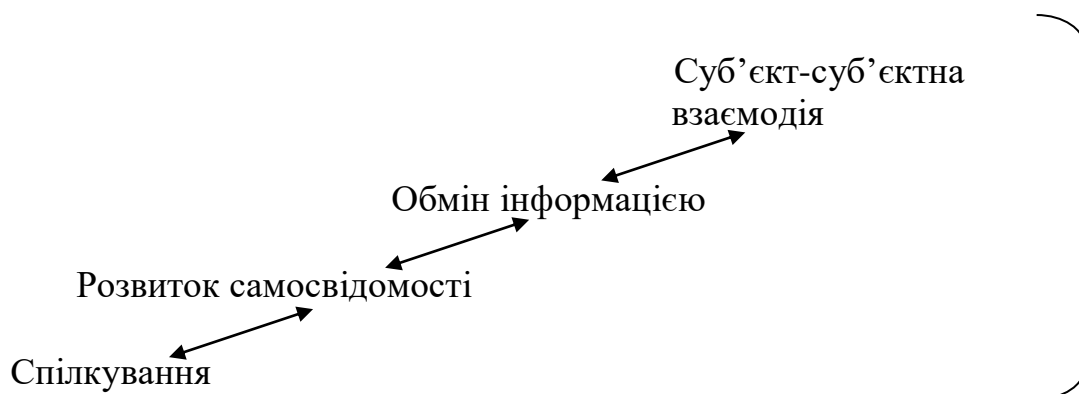 Суб’єкт-суб’єктна
взаємодія
Обмін інформацією
Розвиток самосвідомості
Спілкування